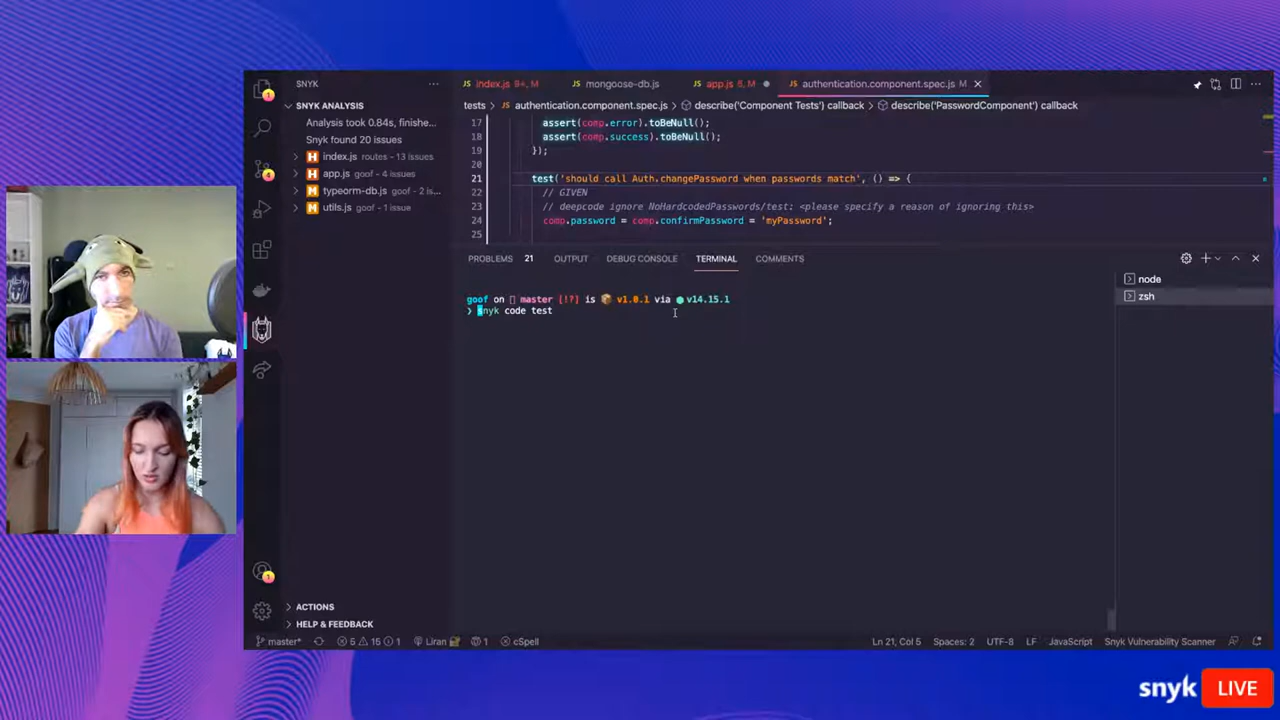 SNYK
SNYK ANALYSIS
Analysis took 0.84s, finishe...
Snyk found 20 issues
index.js routes - 13 issues
app.js goof - 4 issues
typeorm-db.js goof - 2 is...
utils.js goof - 1 issue
ACTIONS
HELP & FEEDBACK
index.js 9+, M
mongoose-db.js
app.js 6, M
authentication.component.spec.js M
tests > authentication.component.spec.js > describe('Component Tests') callback > describe('PasswordComponent') callback
17 assert(comp.error).toBeNull();
18 assert(comp.success).toBeNull();
19 });
20
21 test('should call Auth.changePassword when passwords match', () => {
22 // GIVEN
23 // deepcode ignore NoHardcodedPasswords/test: <please specify a reason of ignoring this>
24 comp.password = comp.confirmPassword = 'myPassword';
25
PROBLEMS 21 OUTPUT DEBUG CONSOLE TERMINAL COMMENTS
goof on master [!?] is v1.0.1 via v14.15.1
❯ snyk code test
node
zsh
master* 5 15 1 Liran 1 cSpell
Ln 21, Col 5 Spaces: 2 UTF-8 LF JavaScript Snyk Vulnerability Scanner
snyk LIVE